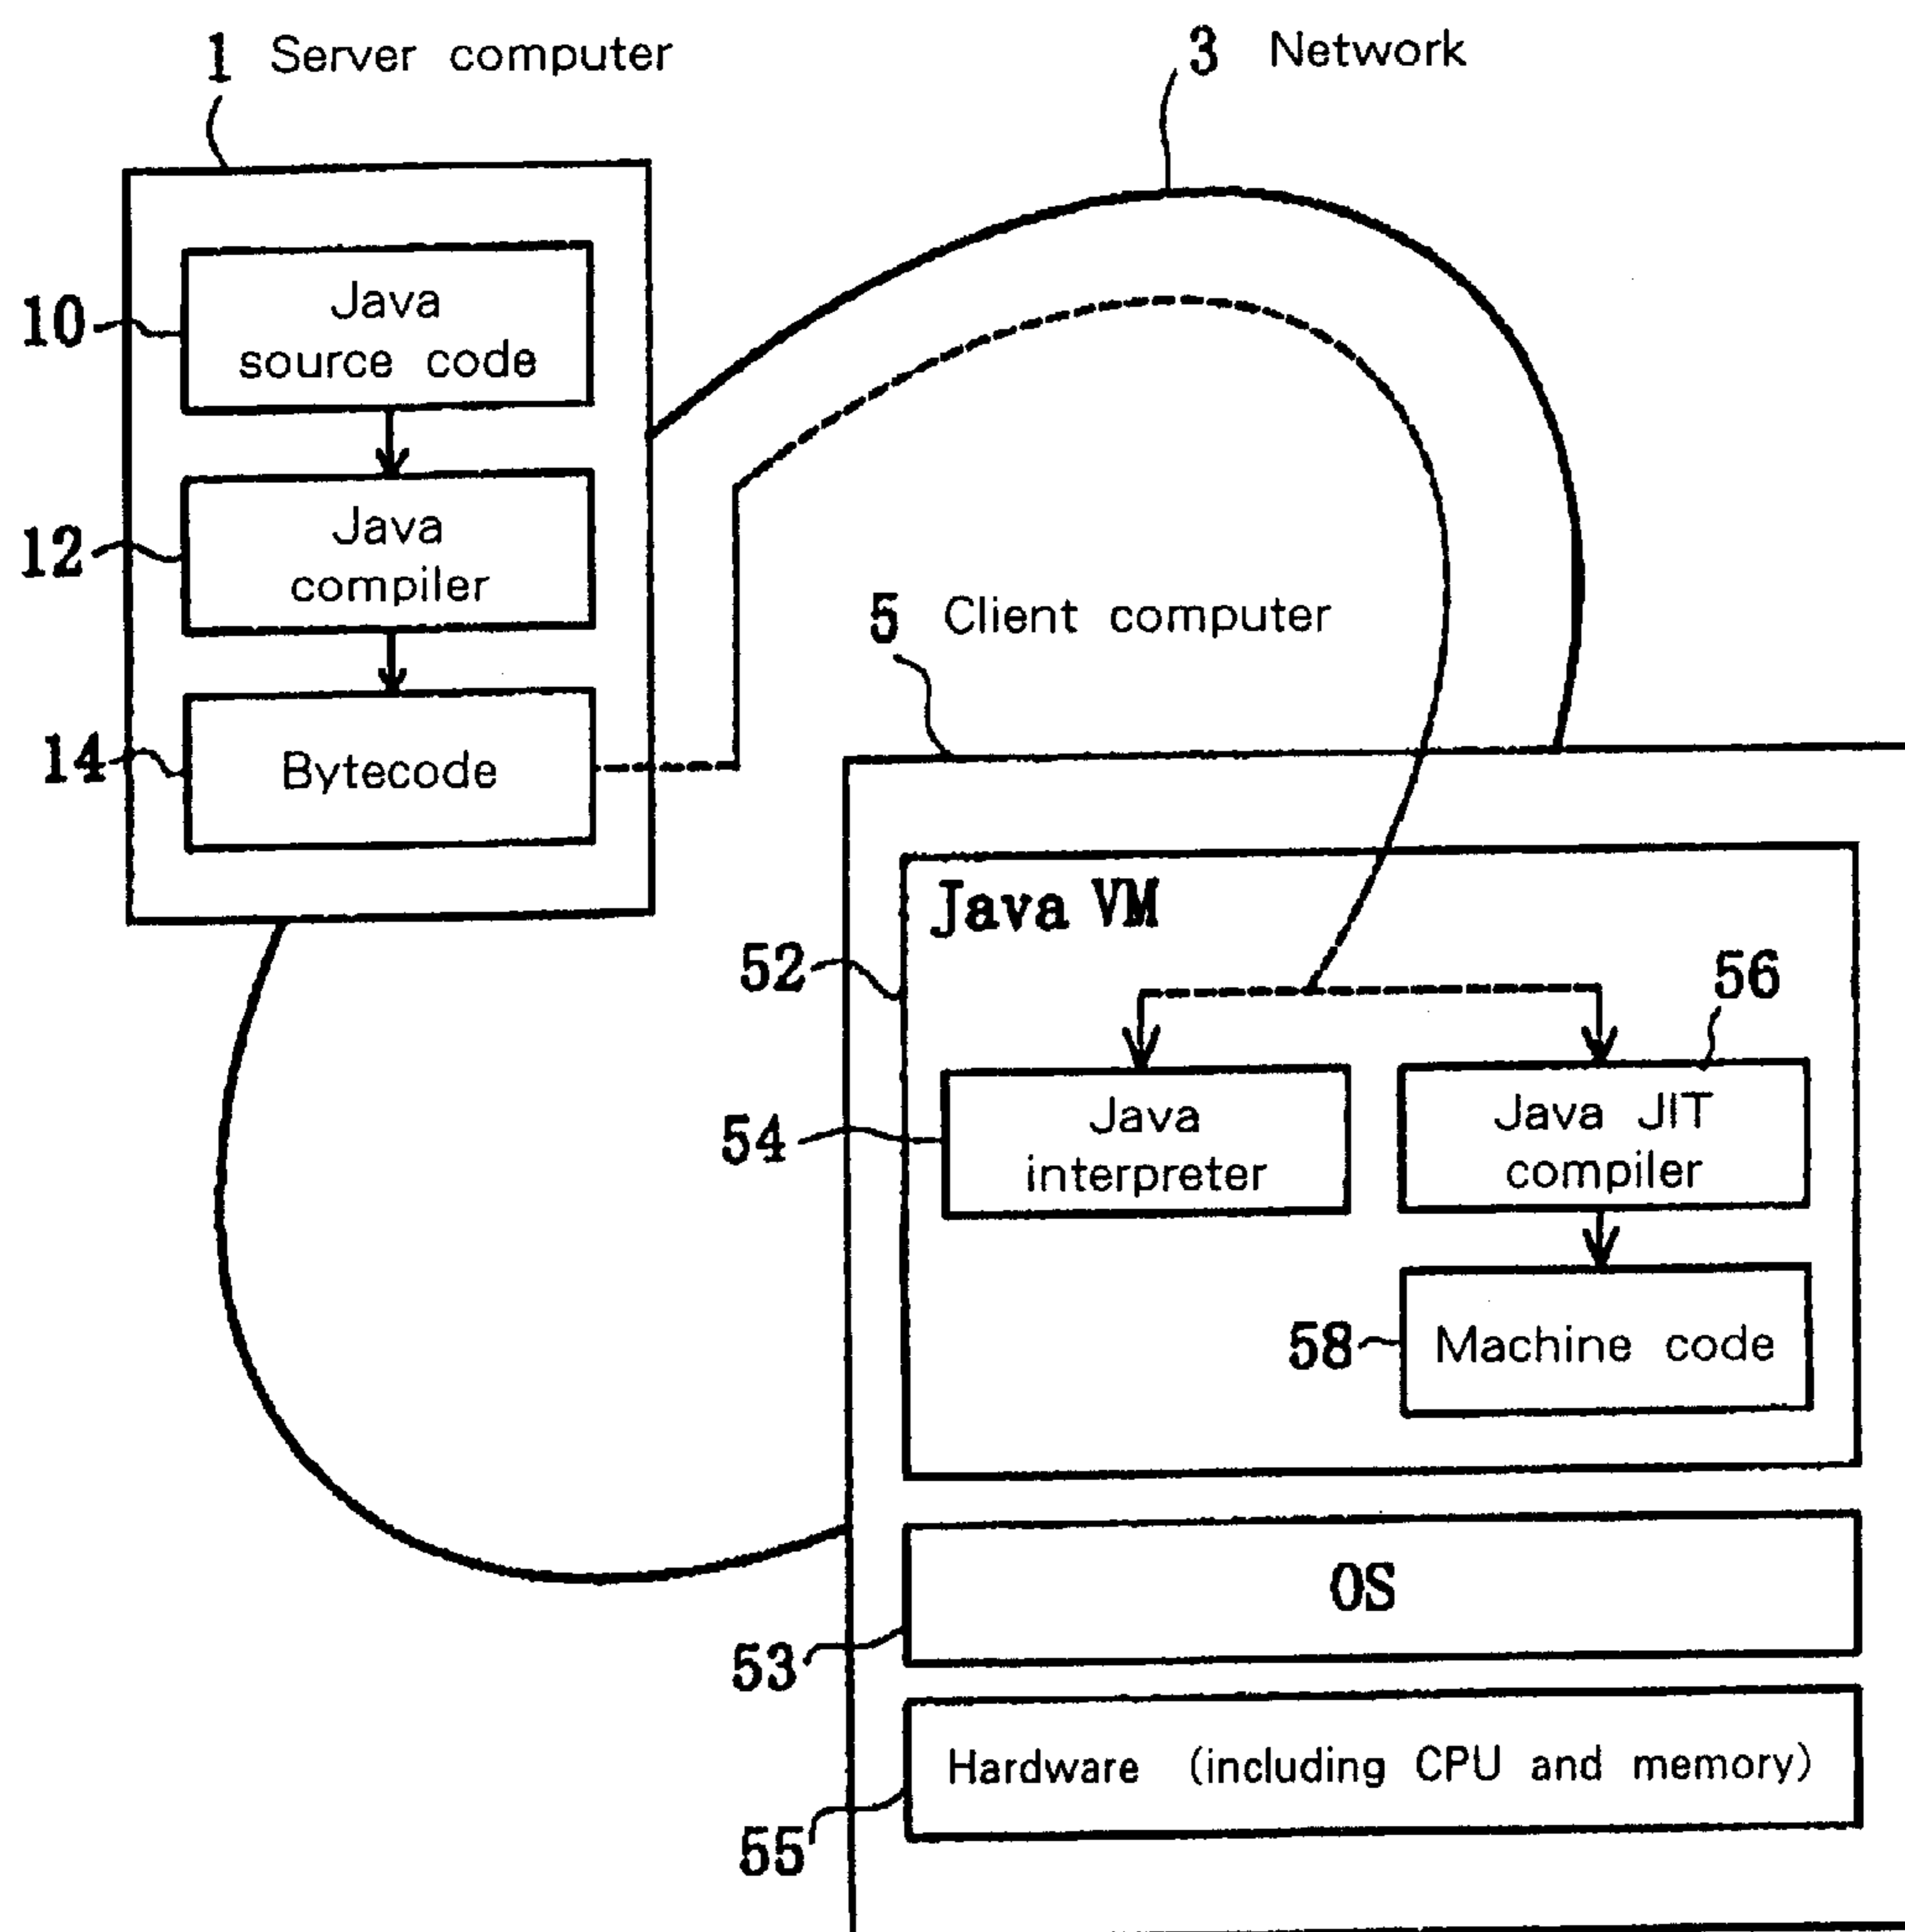 1 Server computer
3 Network
10
Java
source code
12
Java
compiler
14
Bytecode
5 Client computer
Java VM
52
56
54
Java
interpreter
Java JIT
compiler
58
Machine code
OS
53
Hardware (including CPU and memory)
55